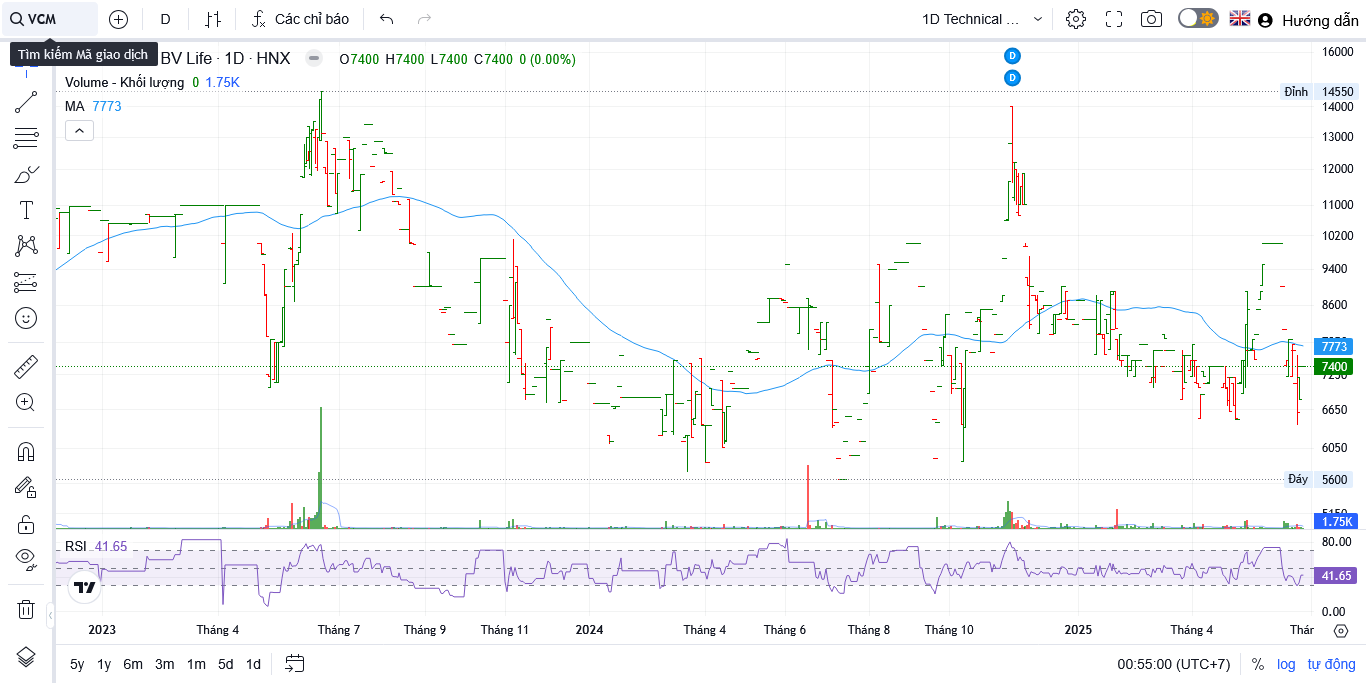 VCM
D
Các chỉ báo
1D Technical ...
Hướng dẫn
Tìm kiếm Mã giao dịch
BV Life · 1D · HNX
O7400 H7400 L7400 C7400 0 (0.00%)
Volume - Khối lượng 0 1.75K
MA 7773
D
D
16000
Đỉnh 14550
14000
13000
12000
11000
10200
9400
8600
7773
7400
7250
6650
6050
Đáy 5600
5150
1.75K
RSI 41.65
80.00
41.65
0.00
2023
Tháng 4
Tháng 7
Tháng 9
Tháng 11
2024
Tháng 4
Tháng 6
Tháng 8
Tháng 10
2025
Tháng 4
Thár
5y 1y 6m 3m 1m 5d 1d
00:55:00 (UTC+7)
% log tự động